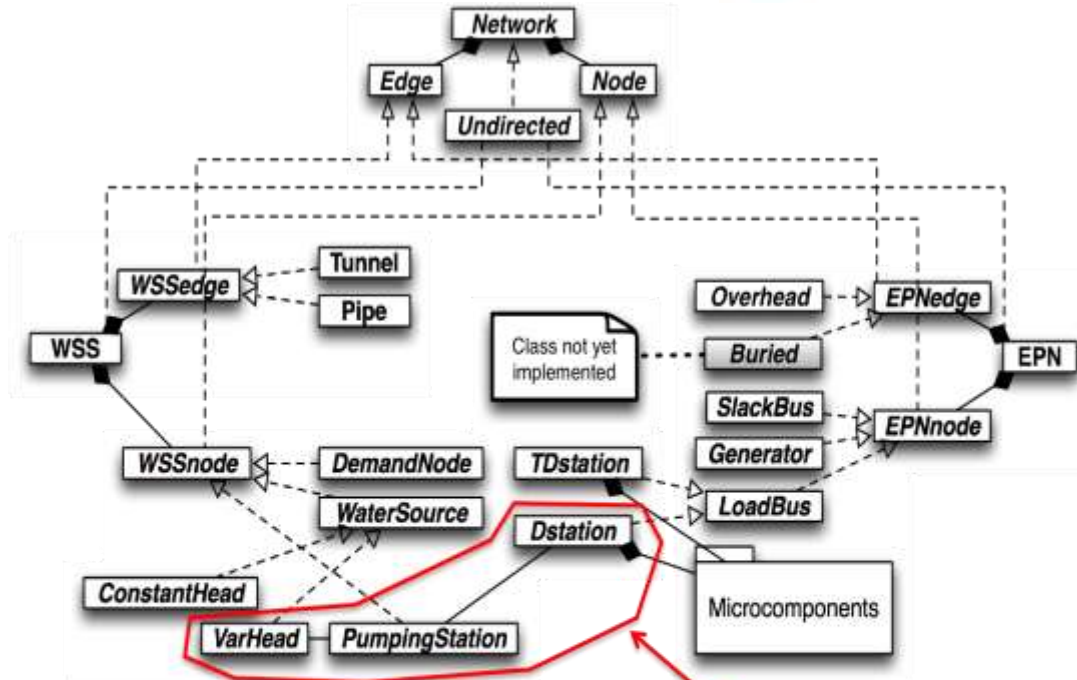 Network
Edge
Node
Undirected
WSSedge
Tunnel
Pipe
WSS
Overhead
EPNedge
Class not yet
implemented
Buried
EPN
SlackBus
EPNnode
Generator
WSSnode
DemandNode
TDstation
LoadBus
WaterSource
Dstation
ConstantHead
Microcomponents
VarHead
PumpingStation